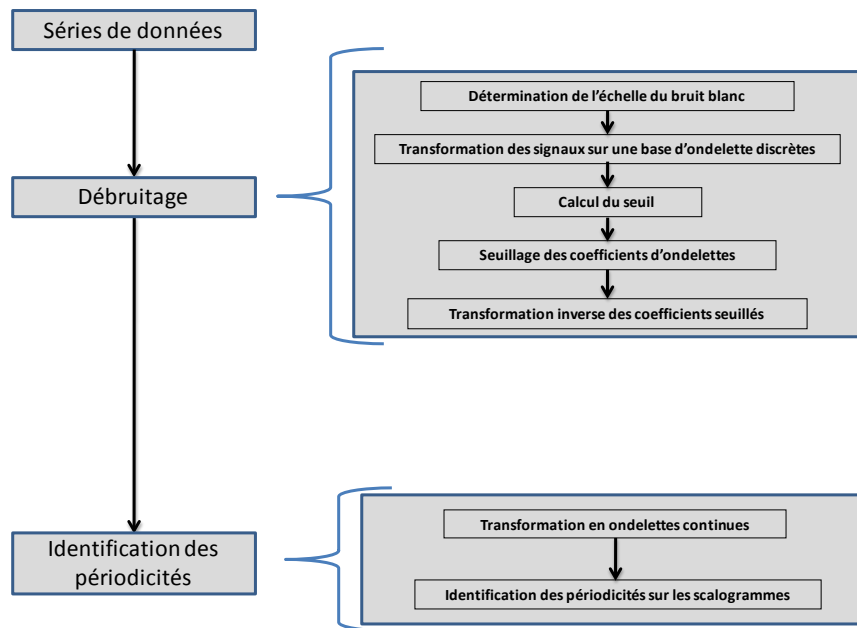 Séries de données
Détermination de l'échelle du bruit blanc
Transformation des signaux sur une base d'ondelette discrètes
Débruitage
Calcul du seuil
Seuillage des coefficients d'ondelettes
Transformation inverse des coefficients seuillés
Identification des
périodicités
Transformation en ondelettes continues
Identification des périodicités sur les scalogrammes